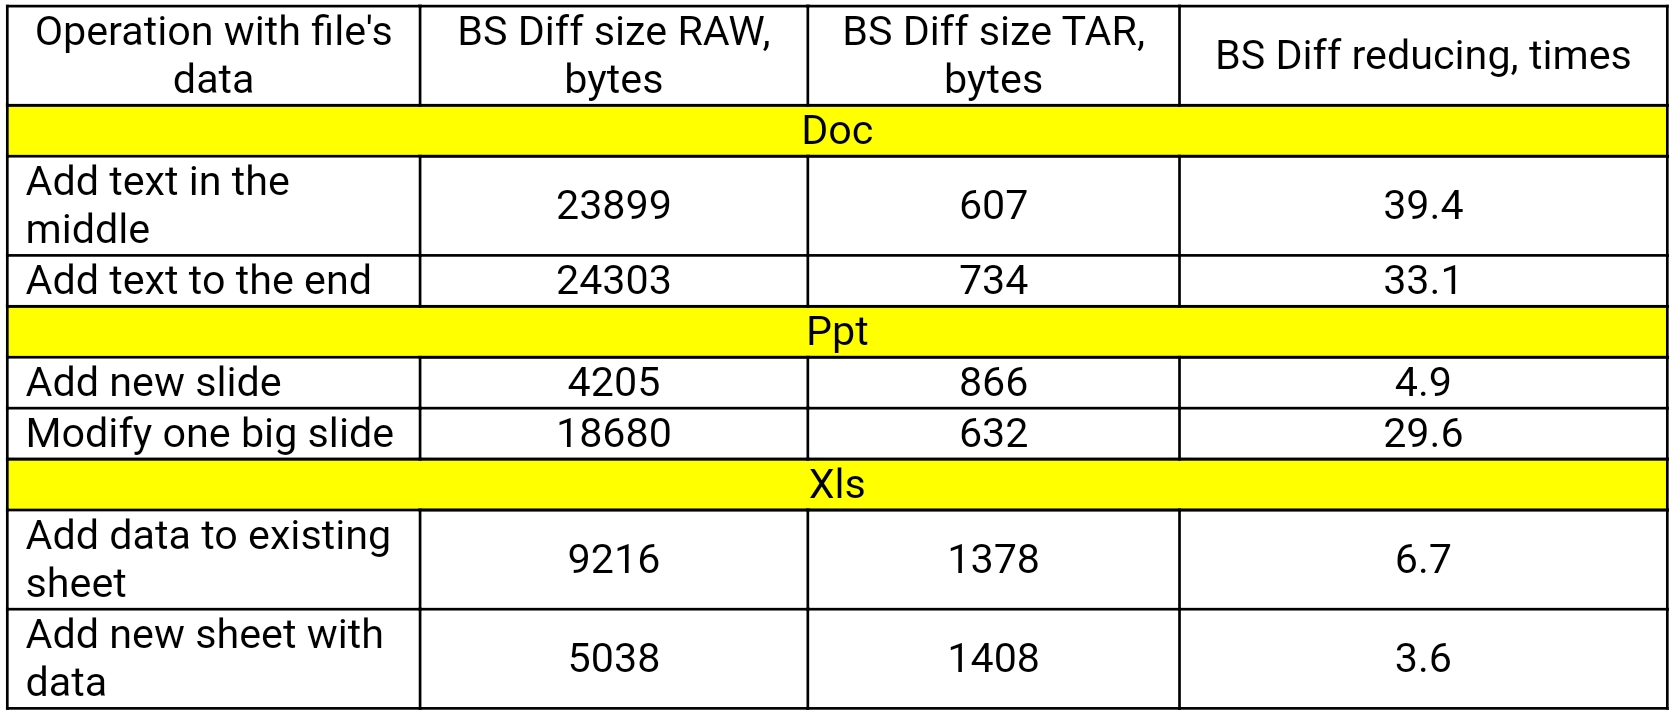 Operation with file's
data
BS Diff size RAW,
bytes
BS Diff size TAR,
bytes
BS Diff reducing, times
Doc
Add text in the
middle
23899
607
39.4
Add text to the end
24303
734
33.1
Ppt
Add new slide
4205
866
4.9
Modify one big slide
18680
632
29.6
Xls
Add data to existing
sheet
9216
1378
6.7
Add new sheet with
data
5038
1408
3.6